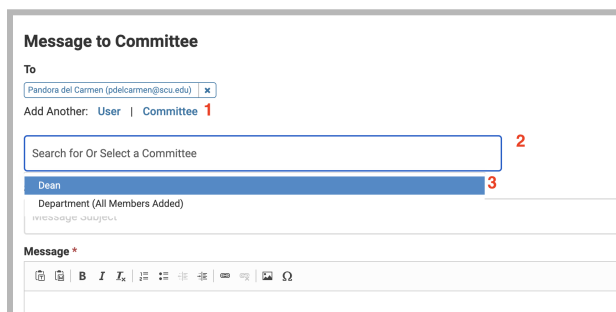 Message to Committee
To
Pandora del Carmen (pdelcarmen@scu.edu) ×
Add Another: User | Committee 1
2
Search for Or Select a Committee
Dean 3
Department (All Members Added)
Message Subject
Message *
B I Tx Ω